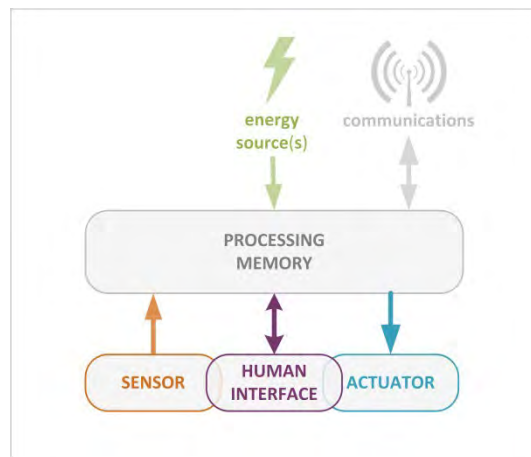 energy
source(s)
communications
PROCESSING
MEMORY
SENSOR
HUMAN
INTERFACE
ACTUATOR